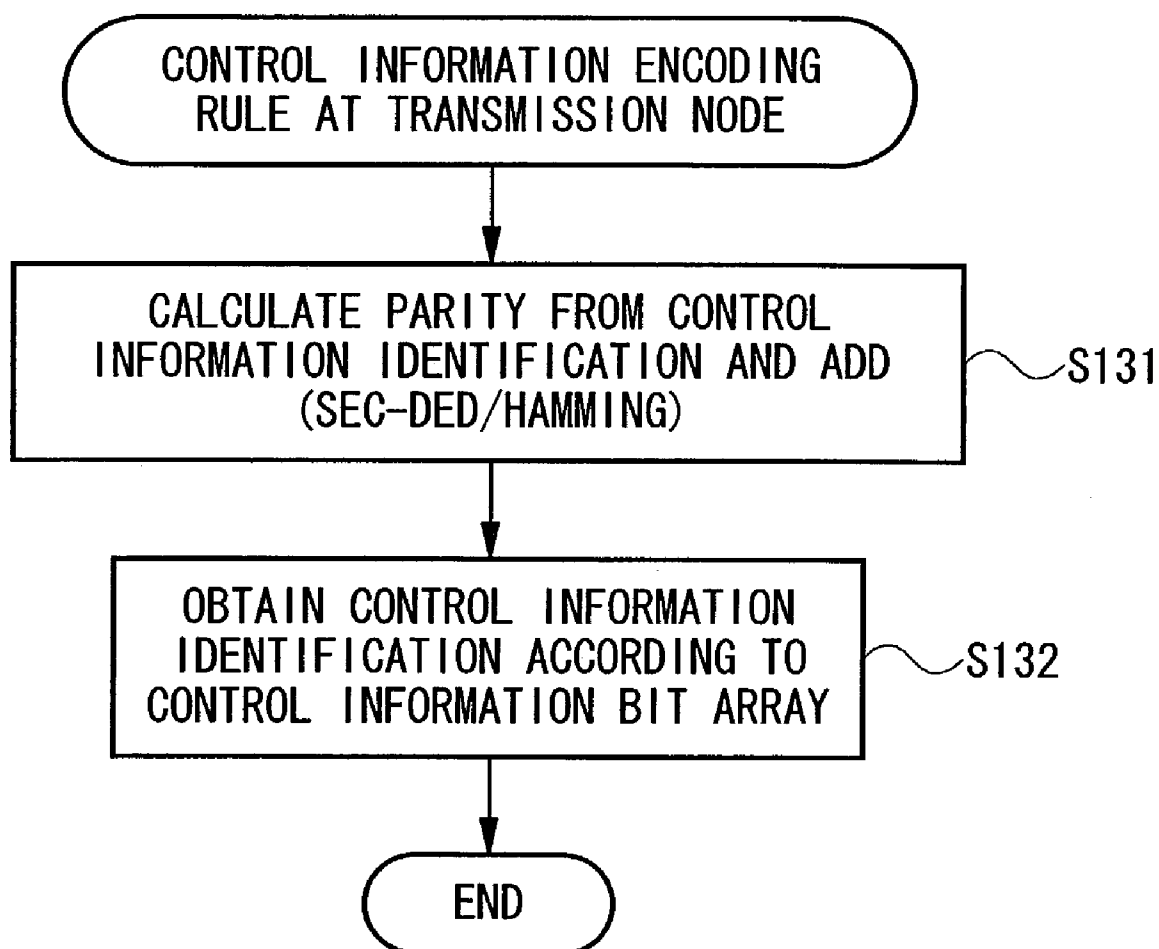 CONTROL INFORMATION ENCODING
RULE AT TRANSMISSION NODE
CALCULATE PARITY FROM CONTROL
INFORMATION IDENTIFICATION AND ADD
(SEC-DED/HAMMING)
S131
OBTAIN CONTROL INFORMATION
IDENTIFICATION ACCORDING TO
CONTROL INFORMATION BIT ARRAY
S132
END